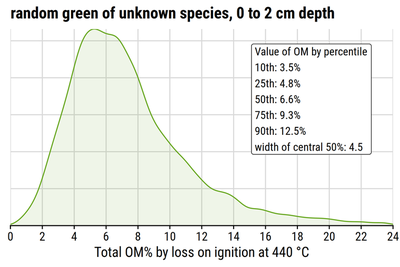 random green of unknown species, 0 to 2 cm depth
Value of OM by percentile
10th: 3.5%
25th: 4.8%
50th: 6.6%
75th: 9.3%
90th: 12.5%
width of central 50%: 4.5
0 2 4 6 8 10 12 14 16 18 20 22 24
Total OM% by loss on ignition at 440 °C